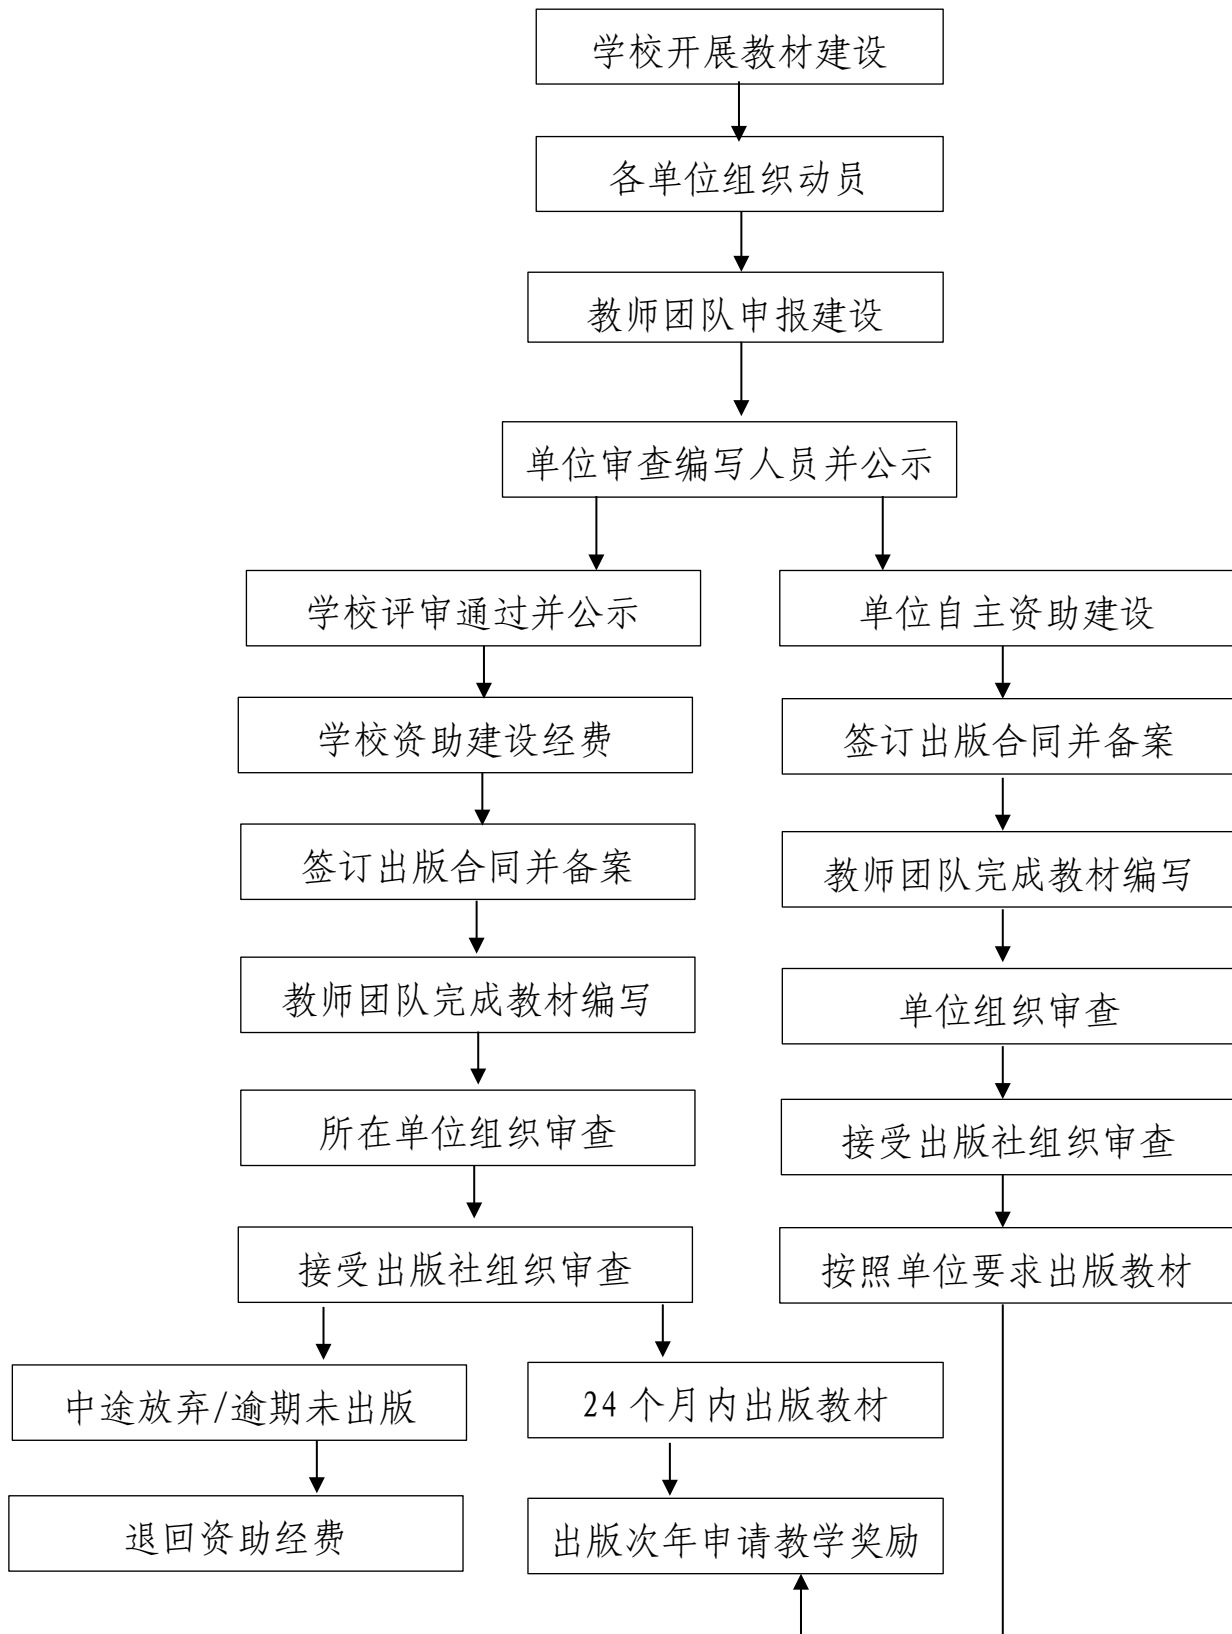 学校开展教材建设
各单位组织动员
教师团队申报建设
单位审查编写人员并公示
学校评审通过并公示
学校资助建设经费
签订出版合同并备案
教师团队完成教材编写
所在单位组织审查
接受出版社组织审查
中途放弃/逾期未出版
退回资助经费
24个月内出版教材
出版次年申请教学奖励
单位自主资助建设
签订出版合同并备案
教师团队完成教材编写
单位组织审查
接受出版社组织审查
按照单位要求出版教材